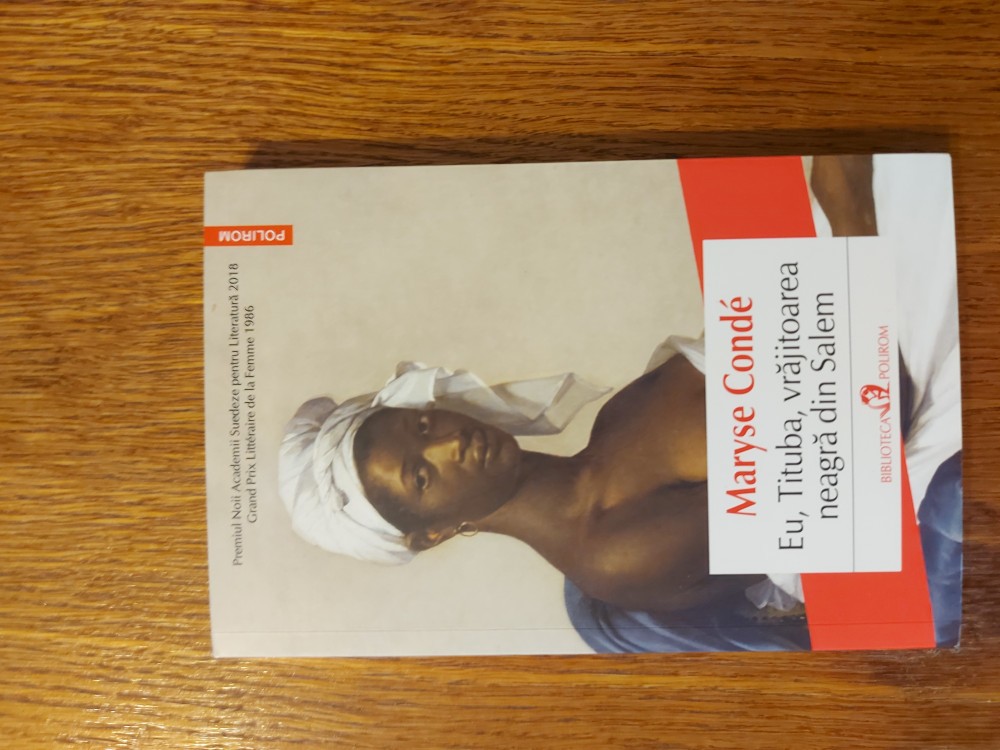 POLIROM
Premiul Noii Academii Suedeze pentru Literatură 2018
Grand Prix Littéraire de la Femme 1986
Maryse Condé
Eu, Tituba, vrăjitoarea
neagră din Salem
BIBLIOTECA POLIROM